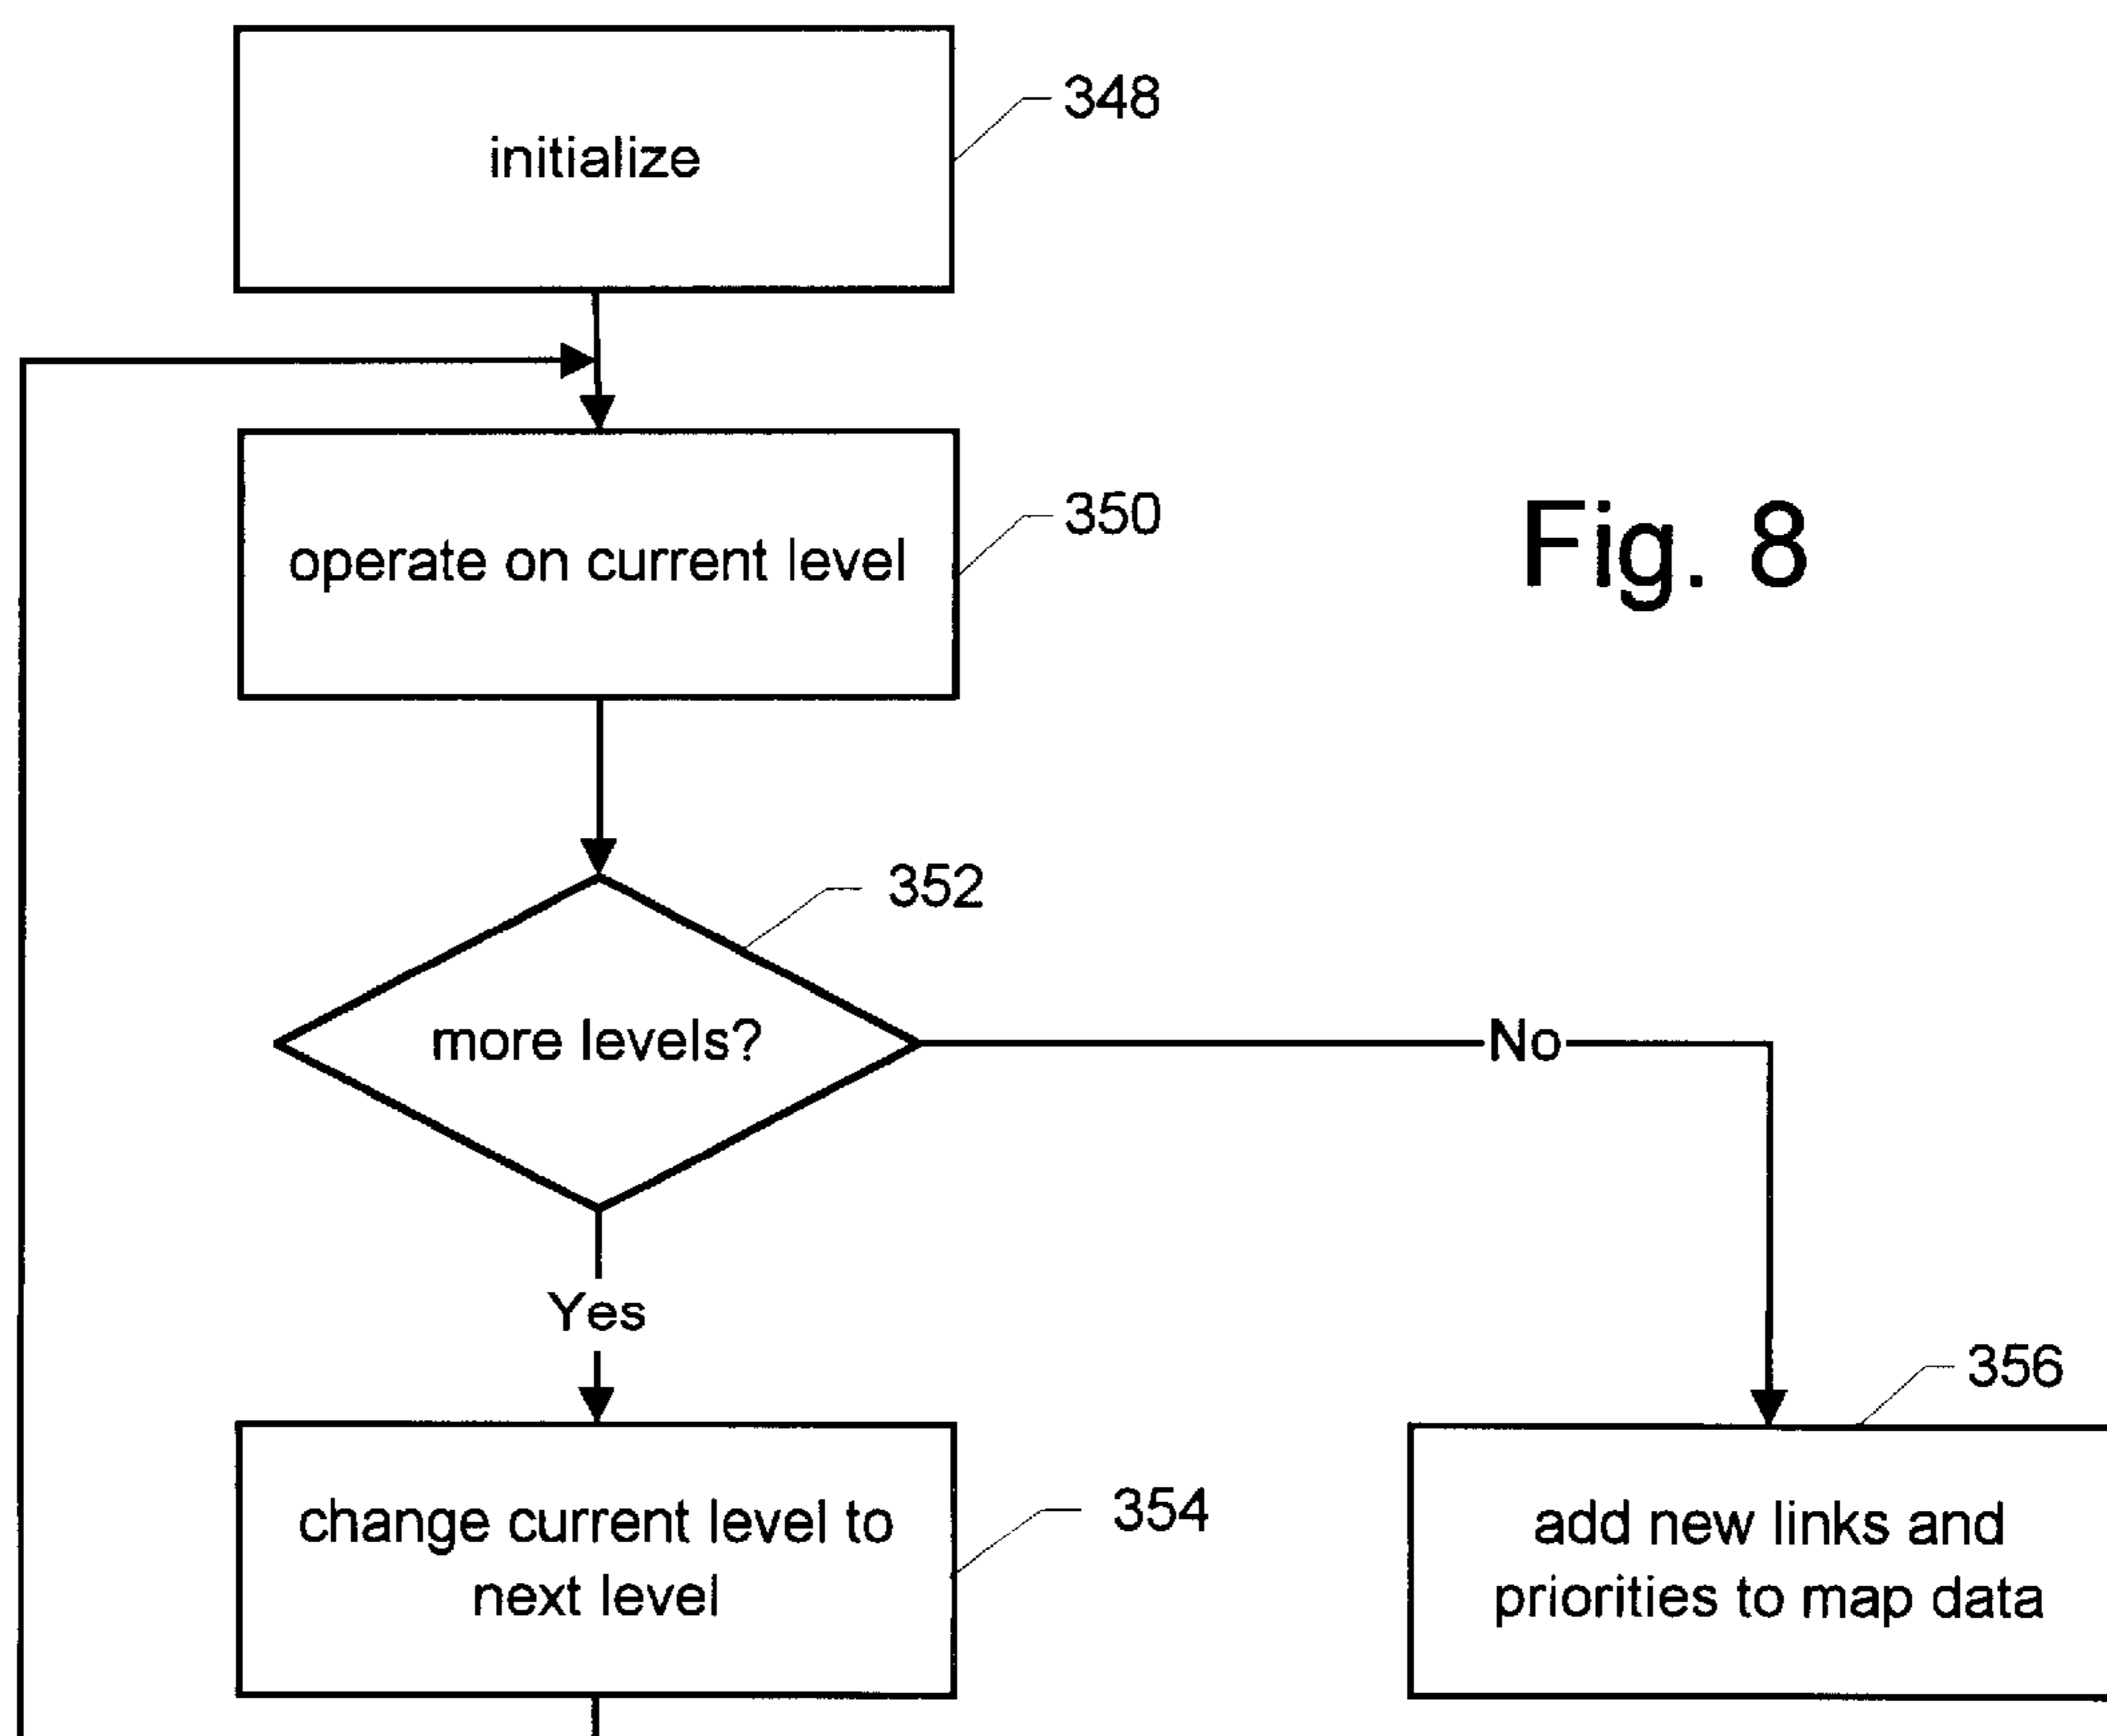 initialize
348
operate on current level
350
Fig. 8
352
more levels?
No
Yes
356
change current level to
next level
354
add new links and
priorities to map data